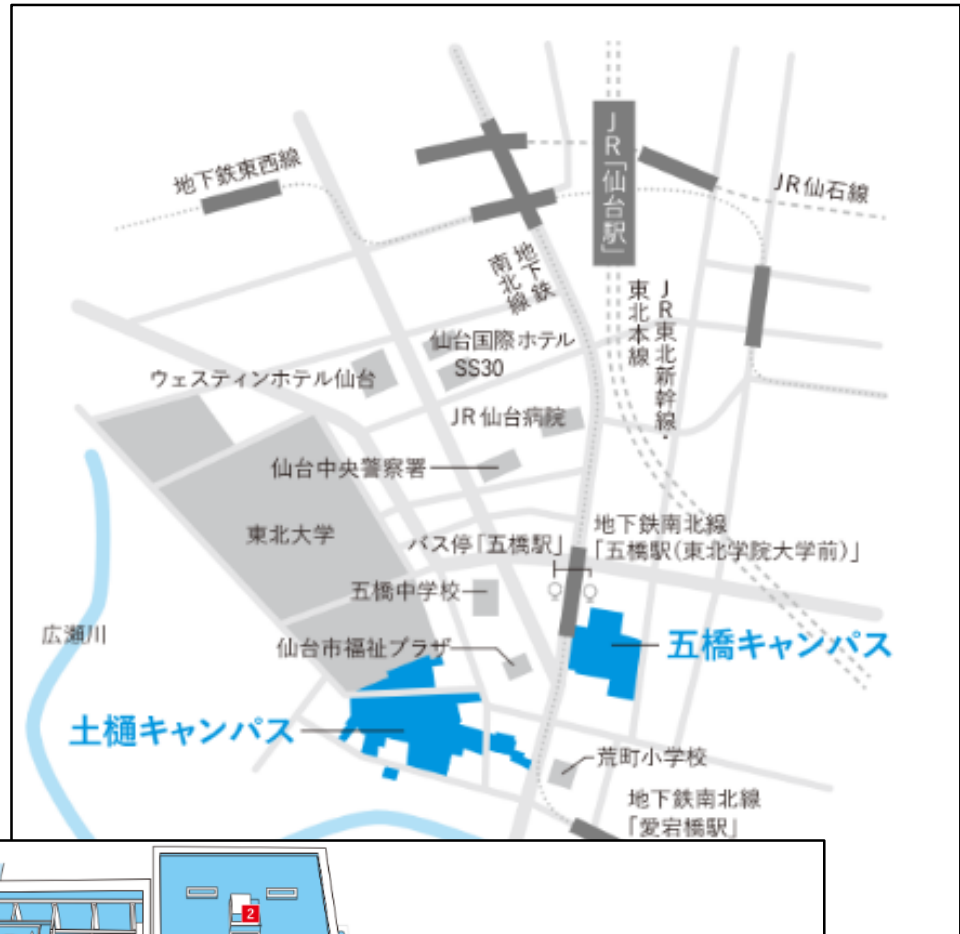 JR「仙台駅」
地下鉄東西線
JR仙石線
地下鉄
南北線
JR東北新幹線・
東北本線
仙台国際ホテル
SS30
ウェスティンホテル仙台
JR仙台病院
仙台中央警察署
東北大学
バス停「五橋駅」
地下鉄南北線
「五橋駅(東北学院大学前)」
五橋中学校
広瀬川
仙台市福祉プラザ
五橋キャンパス
土樋キャンパス
荒町小学校
地下鉄南北線
「愛宕橋駅」
2